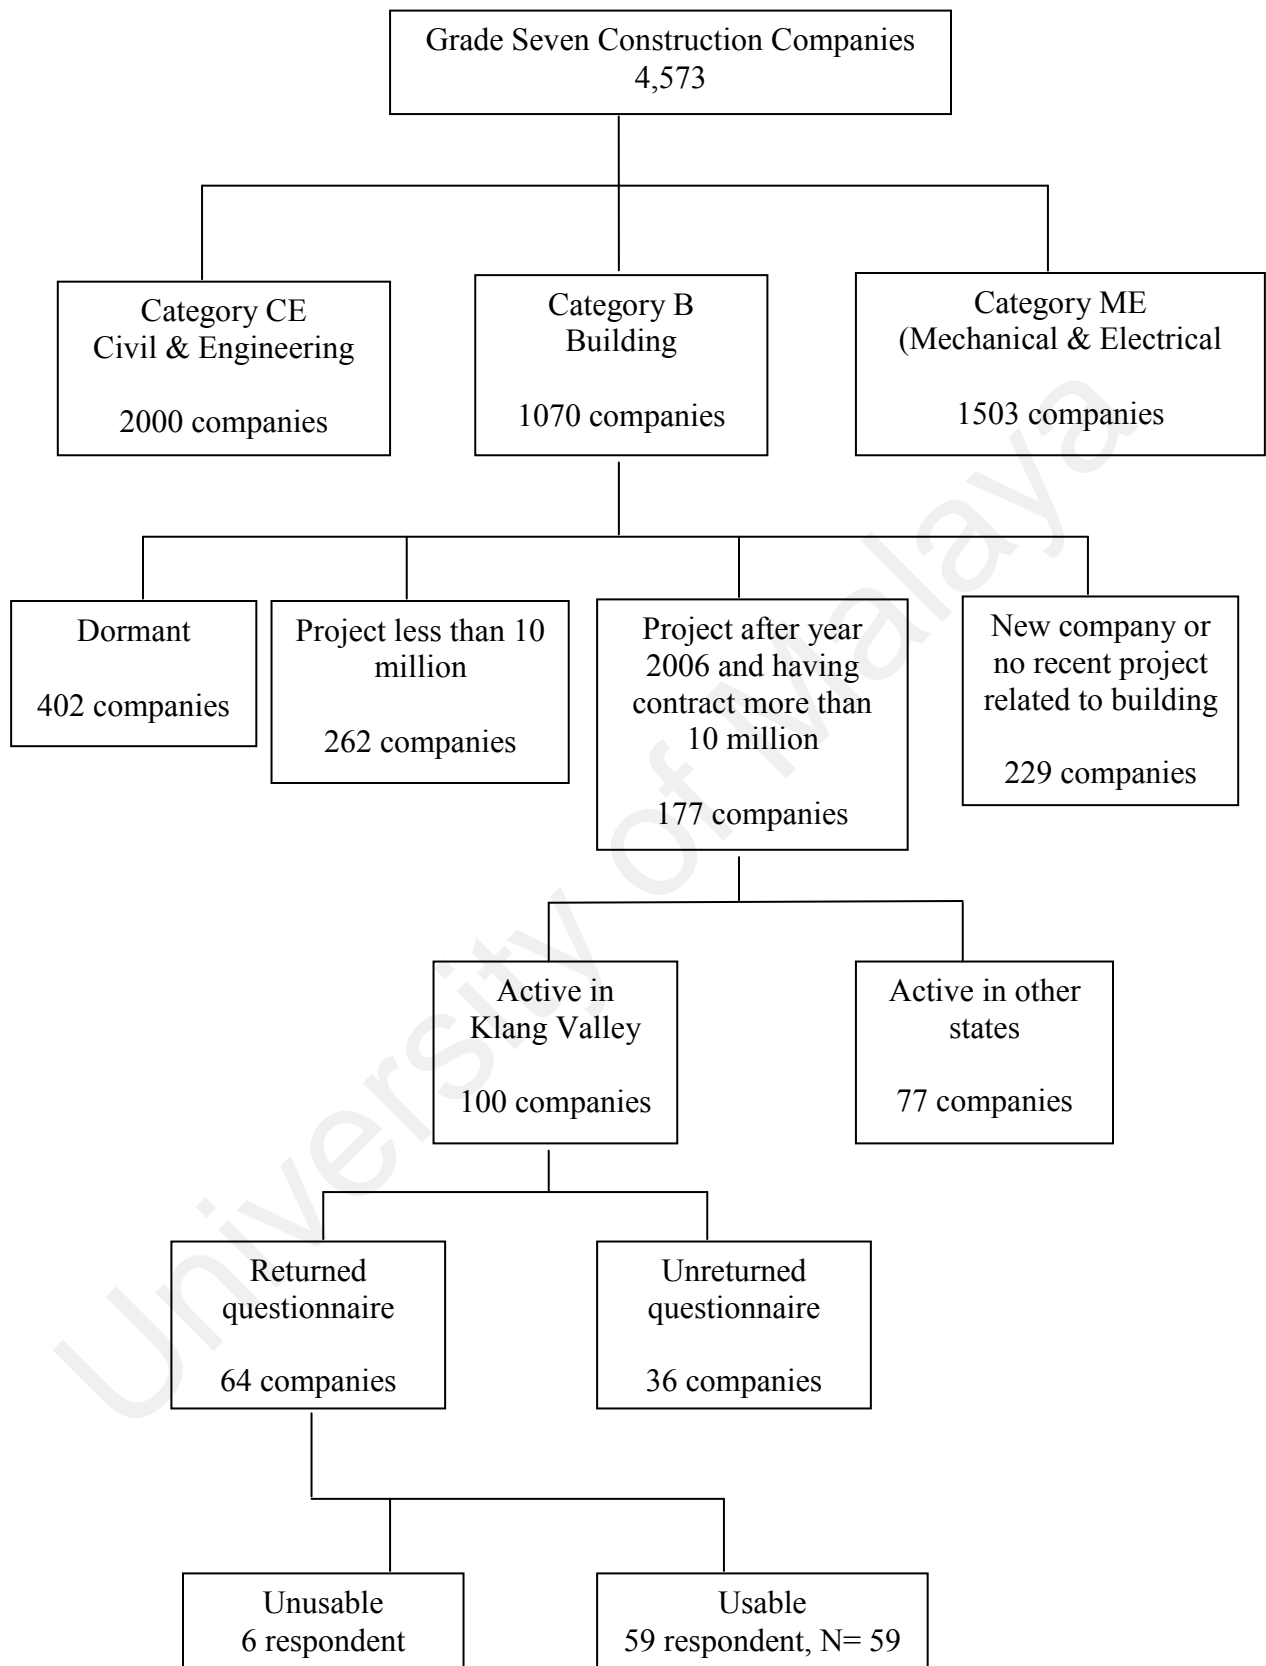 Grade Seven Construction Companies
4,573
Category CE
Civil & Engineering
2000 companies
Category B
Building
1070 companies
Category ME
(Mechanical & Electrical
1503 companies
Dormant
402 companies
Project less than 10
million
262 companies
Project after year
2006 and having
contract more than
10 million
177 companies
New company or
no recent project
related to building
229 companies
Active in
Klang Valley
100 companies
Active in other
states
77 companies
Returned
questionnaire
64 companies
Unreturned
questionnaire
36 companies
Unusable
6 respondent
Usable
59 respondent, N= 59
University of Malaya